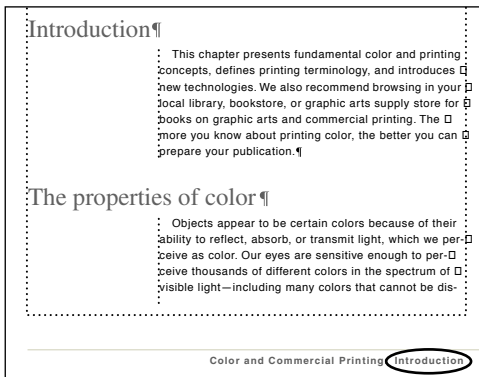 Introduction¶
This chapter presents fundamental color and printing
concepts, defines printing terminology, and introduces
new technologies. We also recommend browsing in your
local library, bookstore, or graphic arts supply store for
books on graphic arts and commercial printing. The
more you know about printing color, the better you can
prepare your publication.¶
The properties of color¶
Objects appear to be certain colors because of their
ability to reflect, absorb, or transmit light, which we per-
ceive as color. Our eyes are sensitive enough to per-
ceive thousands of different colors in the spectrum of
visible light—including many colors that cannot be dis-
Color and Commercial Printing Introduction